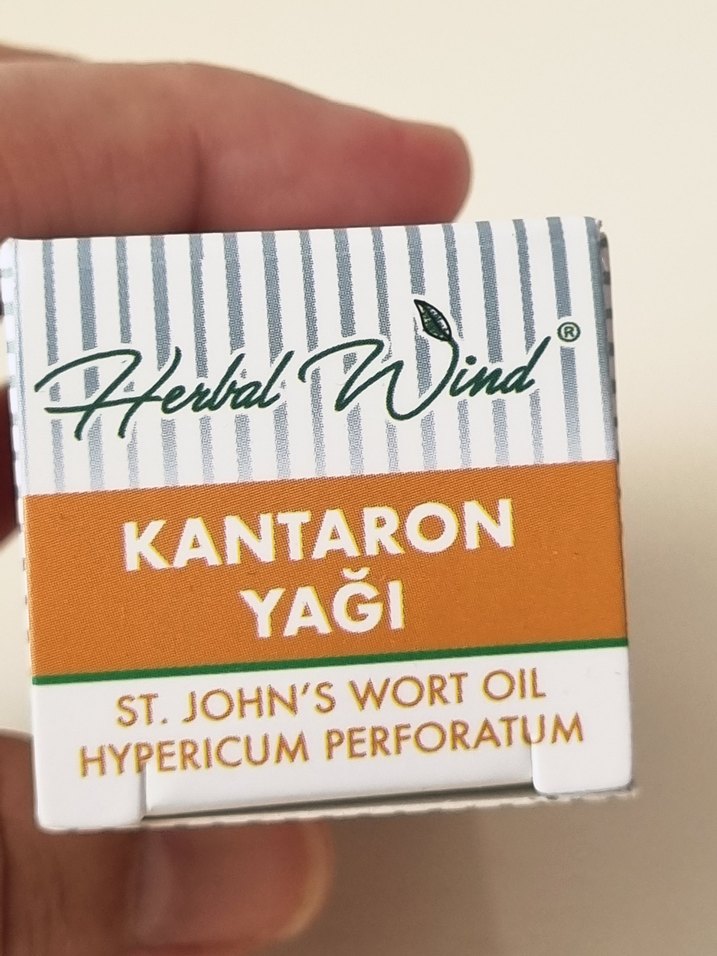 Herbal Wind ®
KANTARON
YAĞI
ST. JOHN'S WORT OIL
HYPERICUM PERFORATUM